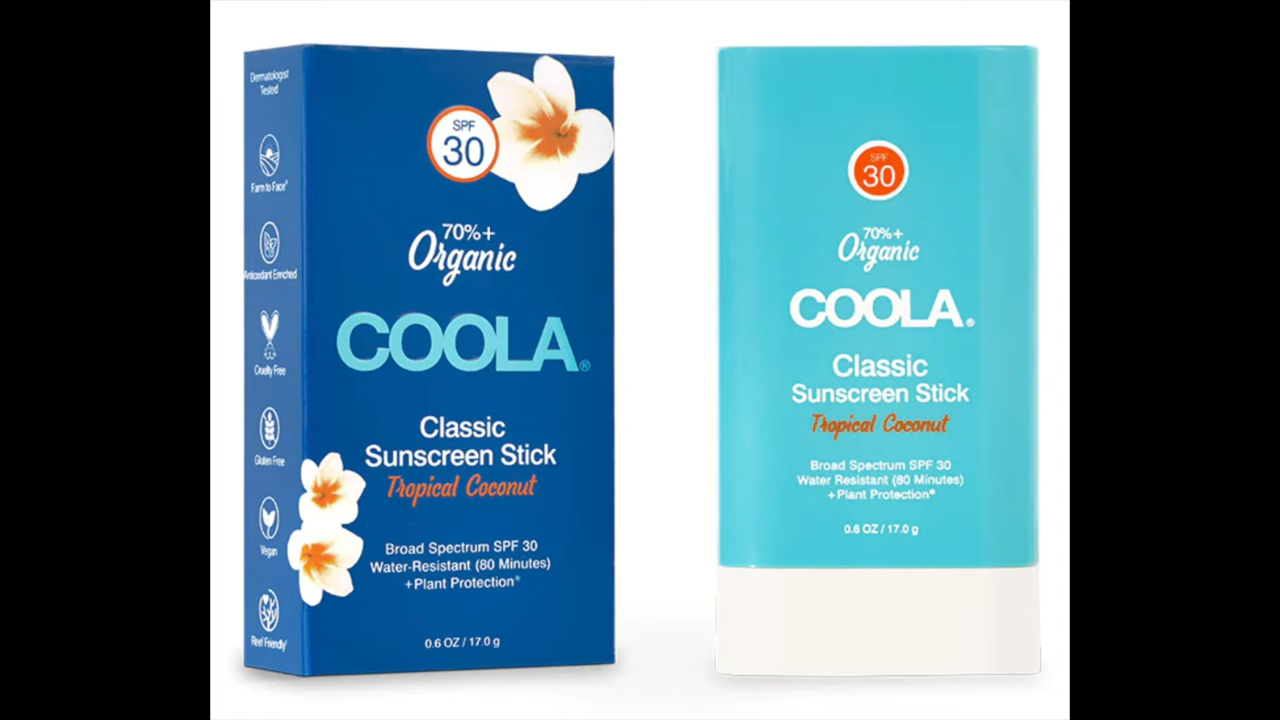 Dermatologist
Tested
Farm to Face®
Antioxidant Enriched
Cruelty Free
Gluten Free
Vegan
Reef Friendly†
SPF
30
70%+
Organic
COOLA®
Classic
Sunscreen Stick
Tropical Coconut
Broad Spectrum SPF 30
Water-Resistant (80 Minutes)
+Plant Protection®
0.6 OZ / 17.0 g
SPF
30
70%+
Organic
COOLA®
Classic
Sunscreen Stick
Tropical Coconut
Broad Spectrum SPF 30
Water Resistant (80 Minutes)
+Plant Protection®
0.6 OZ / 17.0 g